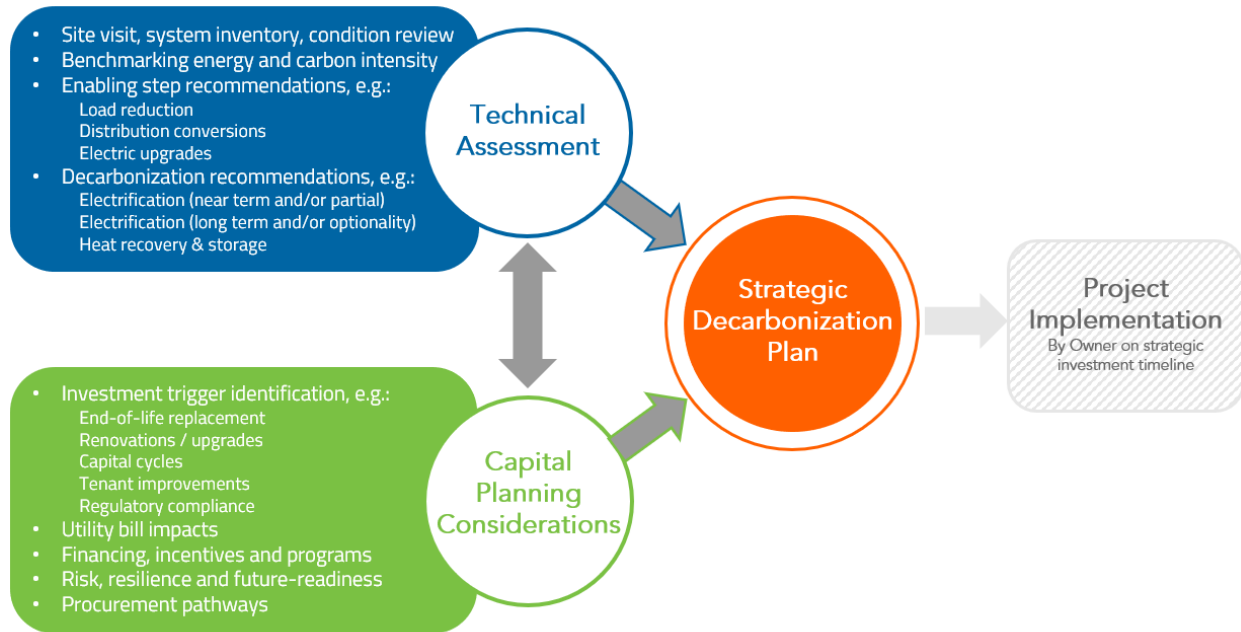 • Site visit, system inventory, condition review
• Benchmarking energy and carbon intensity
• Enabling step recommendations, e.g.:
Load reduction
Distribution conversions
Electric upgrades
• Decarbonization recommendations, e.g.:
Electrification (near term and/or partial)
Electrification (long term and/or optionality)
Heat recovery & storage
Technical
Assessment
• Investment trigger identification, e.g.:
End-of-life replacement
Renovations / upgrades
Capital cycles
Tenant improvements
Regulatory compliance
• Utility bill impacts
• Financing, incentives and programs
• Risk, resilience and future-readiness
• Procurement pathways
Capital
Planning
Considerations
Strategic
Decarbonization
Plan
Project
Implementation
By Owner on strategic
investment timeline